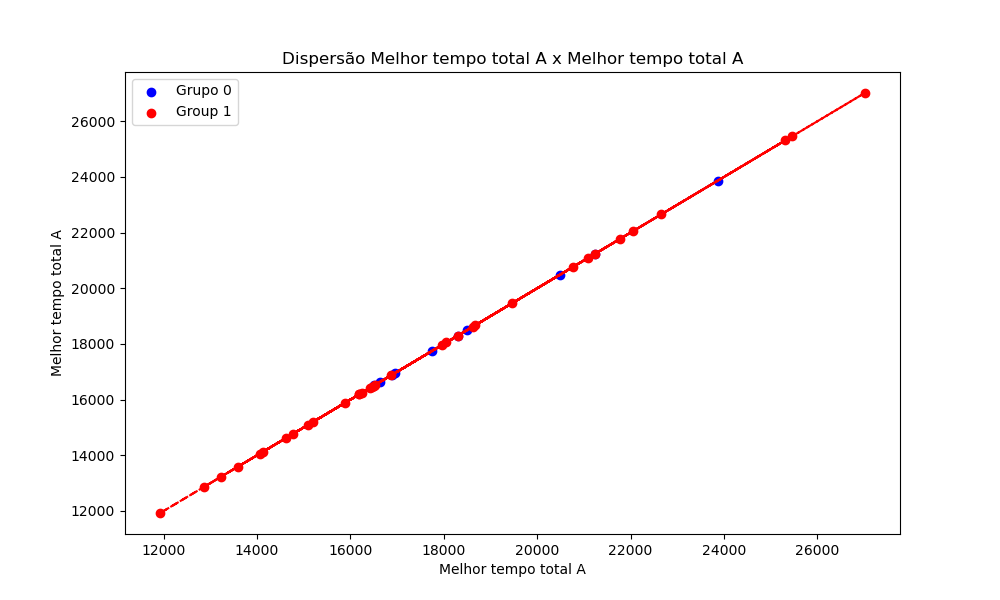 Dispersão Melhor tempo total A x Melhor tempo total A
Grupo 0
Group 1
26000
24000
22000
20000
18000
16000
14000
12000
Melhor tempo total A
12000 14000 16000 18000 20000 22000 24000 26000
Melhor tempo total A